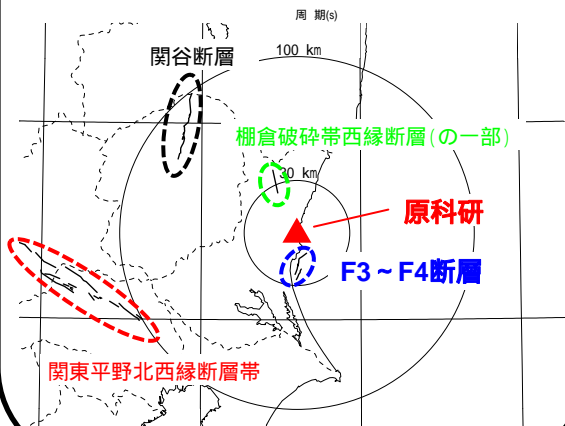 周 期(s)
100 km
関谷断層
棚倉破砕帯西縁断層(の一部)
30 km
原科研
F3～F4断層
関東平野北西縁断層帯